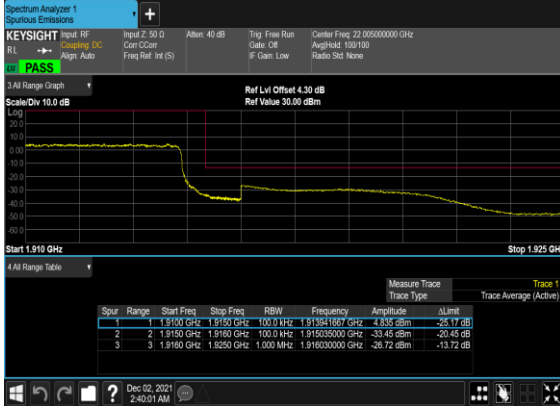 Spectrum Analyzer 1
Spurious Emissions
+
KEYSIGHT Input: RF Input Z: 50 Ω Atten: 40 dB Trig: Free Run Center Freq: 22.005000000 GHz
RL Coupling: DC Corr CCorr Gate: Off Avg|Hold: 100/100
Align: Auto Freq Ref: Int (S) IF Gain: Low Radio Std: None
LXI PASS
3 All Range Graph
Ref Lvl Offset 4.30 dB
Scale/Div 10.0 dB Ref Value 30.00 dBm
Log
20.0
10.0
0.00
-10.0
-20.0
-30.0
-40.0
-50.0
-60.0
Start 1.910 GHz Stop 1.925 GH
4 All Range Table
Measure Trace Trace 1
Trace Type Trace Average (Active)
Spur Range Start Freq Stop Freq RBW Frequency Amplitude ΔLimit
1 1 1.9100 GHz 1.9150 GHz 100.0 kHz 1.913941667 GHz 4.835 dBm -25.17 dB
2 2 1.9150 GHz 1.9160 GHz 100.0 kHz 1.915035000 GHz -33.45 dBm -20.45 dB
3 3 1.9160 GHz 1.9250 GHz 1.000 MHz 1.916030000 GHz -26.72 dBm -13.72 dB
? Dec 02, 2021
2:40:01 AM